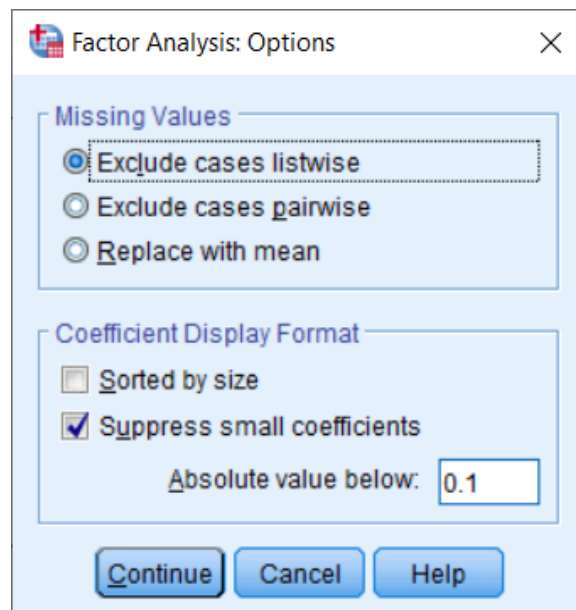 Factor Analysis: Options
Missing Values
Exclude cases listwise
Exclude cases pairwise
Replace with mean
Coefficient Display Format
Sorted by size
Suppress small coefficients
Absolute value below: 0.1
Continue Cancel Help